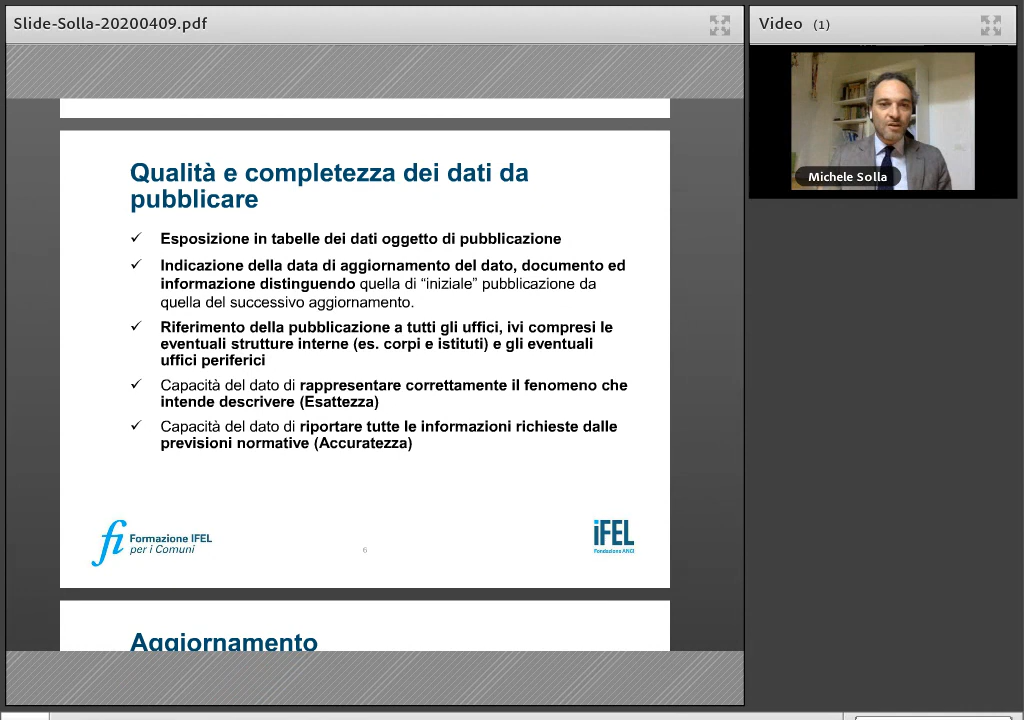 Slide-Solla-20200409.pdf
Video (1)
Michele Solla
Qualità e completezza dei dati da
pubblicare
✓ Esposizione in tabelle dei dati oggetto di pubblicazione
✓ Indicazione della data di aggiornamento del dato, documento ed
informazione distinguendo quella di “iniziale” pubblicazione da
quella del successivo aggiornamento.
✓ Riferimento della pubblicazione a tutti gli uffici, ivi compresi le
eventuali strutture interne (es. corpi e istituti) e gli eventuali
uffici periferici
✓ Capacità del dato di rappresentare correttamente il fenomeno che
intende descrivere (Esattezza)
✓ Capacità del dato di riportare tutte le informazioni richieste dalle
previsioni normative (Accuratezza)
fi Formazione IFEL
per i Comuni
6
iFEL
Fondazione ANCI
Aggiornamento